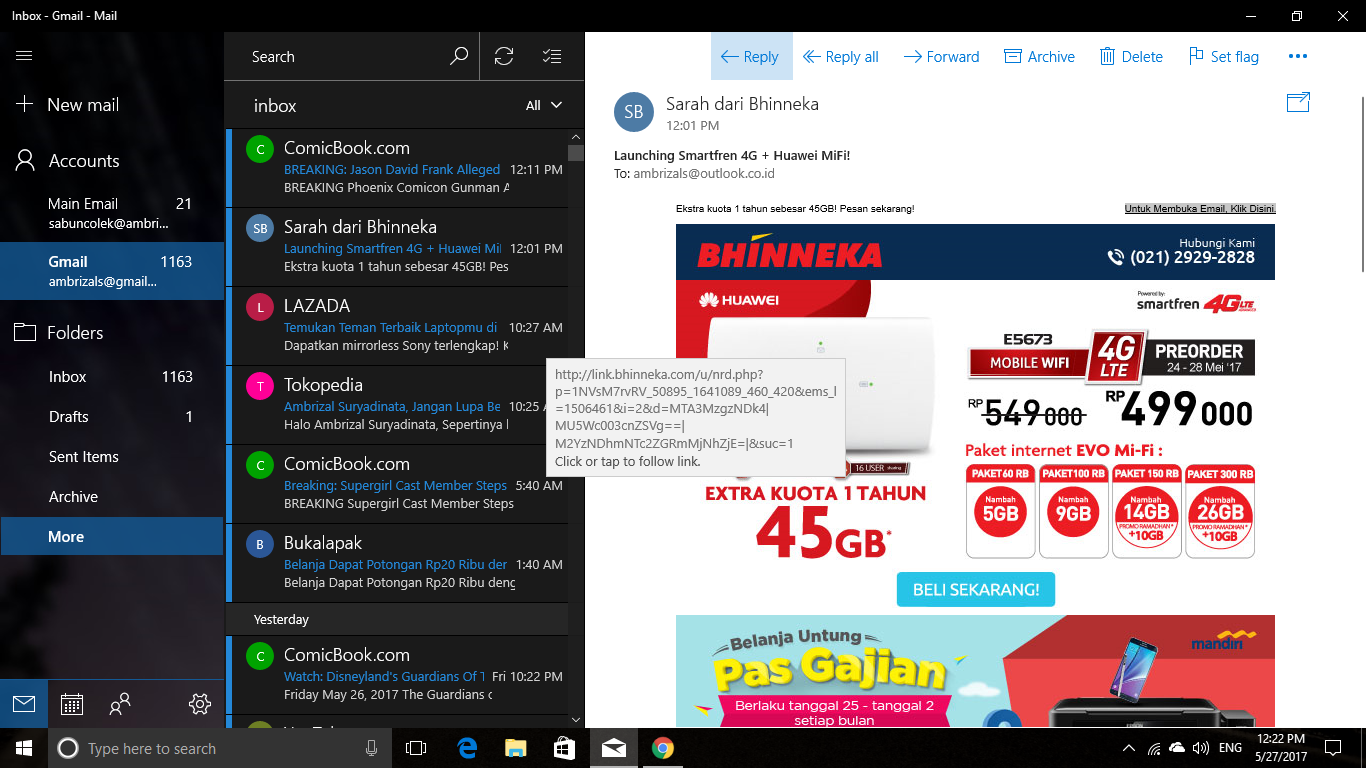 Inbox - Gmail - Mail
New mail
Accounts
Main Email 21
sabuncolek@ambri...
Gmail 1163
ambrizals@gmail...
Folders
Inbox 1163
Drafts 1
Sent Items
Archive
More
Search
inbox All
C ComicBook.com
BREAKING: Jason David Frank Alleged 12:11 PM
BREAKING Phoenix Comicon Gunman A
SB Sarah dari Bhinneka
Launching Smartfren 4G + Huawei Mi 12:01 PM
Ekstra kuota 1 tahun sebesar 45GB! Pes
L LAZADA
Temukan Teman Terbaik Laptopmu di 10:27 AM
Dapatkan mirrorless Sony terlengkap! K
T Tokopedia
Ambrizal Suryadinata, Jangan Lupa Be 10:25
Halo Ambrizal Suryadinata, Sepertinya
C ComicBook.com
Breaking: Supergirl Cast Member Steps 5:40 AM
BREAKING Supergirl Cast Member Steps
B Bukalapak
Belanja Dapat Potongan Rp20 Ribu der 1:40 AM
Belanja Dapat Potongan Rp20 Ribu deng
Yesterday
C ComicBook.com
Watch: Disneyland's Guardians Of T Fri 10:22 PM
Friday May 26, 2017 The Guardians o
Reply Reply all Forward Archive Delete Set flag
SB Sarah dari Bhinneka
12:01 PM
Launching Smartfren 4G + Huawei MiFi!
To: ambrizals@outlook.co.id
Ekstra kuota 1 tahun sebesar 45GB! Pesan sekarang! Untuk Membuka Email, Klik Disini.
BHINNEKA
Hubungi Kami
(021) 2929-2828
HUAWEI
Powered by:
smartfren 4G LTE ADVANCED
E5673
MOBILE WIFI 4G LTE PREORDER
24 - 28 Mei '17
RP 549 000 RP 499 000
http://link.bhinneka.com/u/nrd.php?
p=1NVsM7rvRV_50895_1641089_460_420&ems_l
=1506461&i=2&d=MTA3MzgzNDk4|
MU5Wc003cnZSVg==|
M2YzNDhmNTc2ZGRmMjNhZjE=|&suc=1
Click or tap to follow link.
16 USER sharing
EXTRA KUOTA 1 TAHUN
45GB*
Paket internet EVO Mi-Fi :
PAKET 60 RB PAKET 100 RB PAKET 150 RB PAKET 300 RB
Nambah Nambah Nambah Nambah
5GB 9GB 14GB 26GB
PROMO RAMADHAN* PROMO RAMADHAN*
+10GB +10GB
BELI SEKARANG!
Belanja Untung
Pas Gajian
Berlaku tanggal 25 - tanggal 2
setiap bulan
mandiri
EPSON
Type here to search
ENG
12:22 PM
5/27/2017